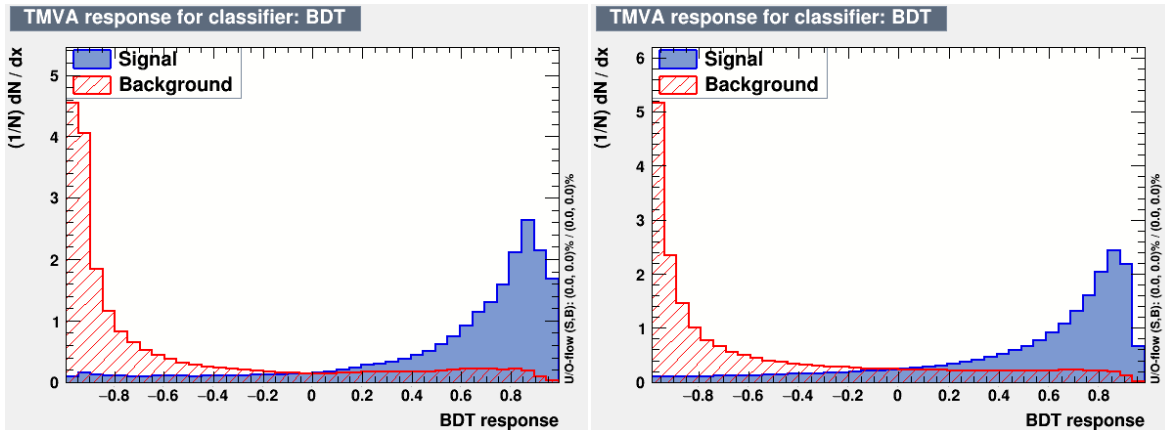 TMVA response for classifier: BDT
(1/N) dN / dx
Signal
Background
5
4
3
2
1
0
−0.8 −0.6 −0.4 −0.2 0 0.2 0.4 0.6 0.8
BDT response
U/O-flow (S,B): (0.0, 0.0)% / (0.0, 0.0)%
TMVA response for classifier: BDT
(1/N) dN / dx
Signal
Background
6
5
4
3
2
1
0
−0.8 −0.6 −0.4 −0.2 0 0.2 0.4 0.6 0.8
BDT response
U/O-flow (S,B): (0.0, 0.0)% / (0.0, 0.0)%